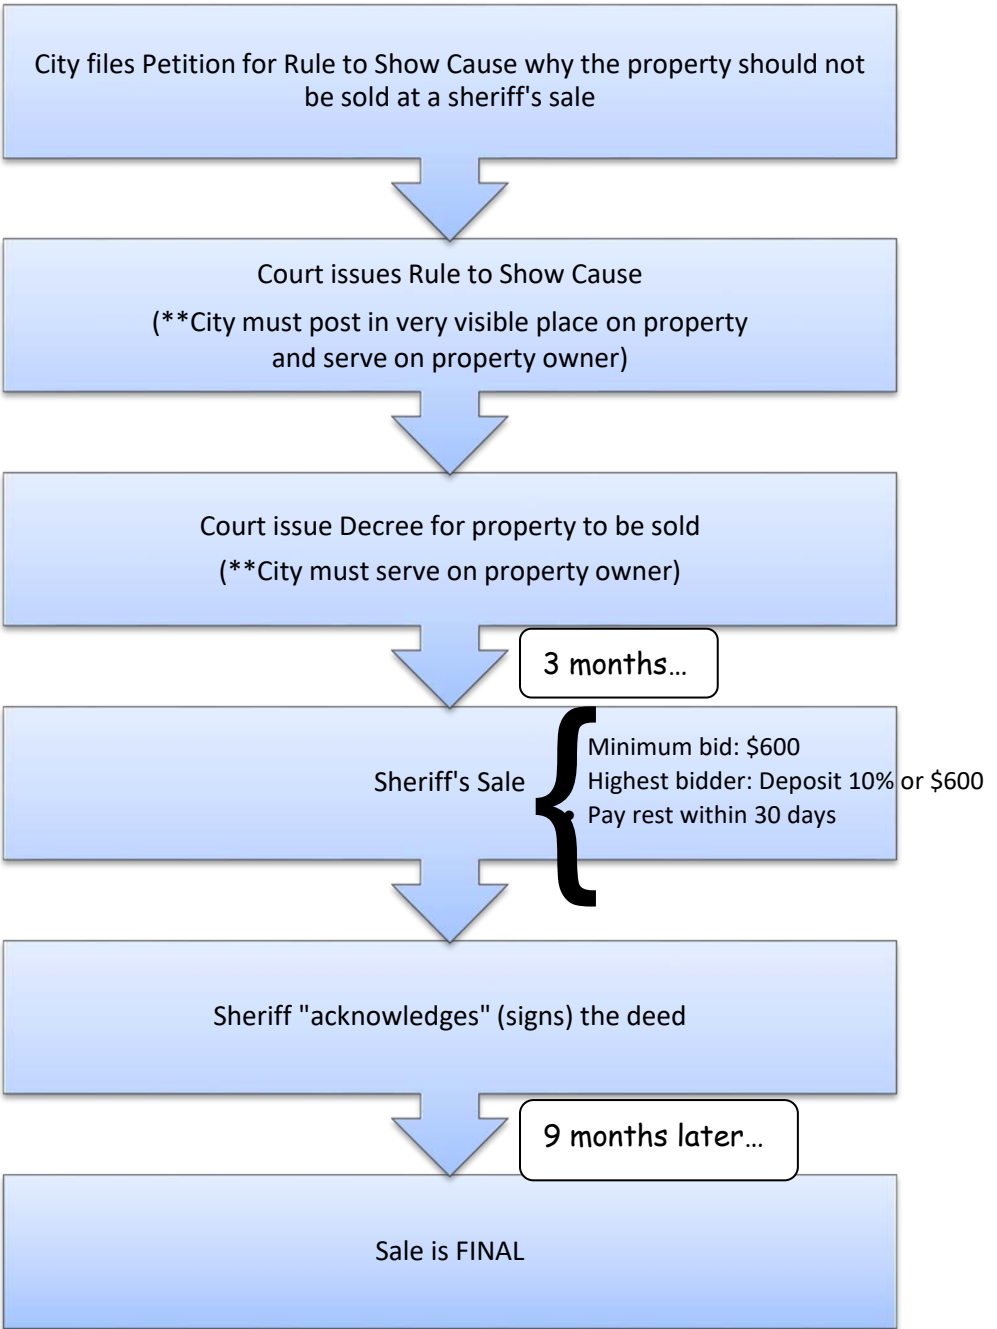 City files Petition for Rule to Show Cause why the property should not
be sold at a sheriff's sale
Court issues Rule to Show Cause
(**City must post in very visible place on property
and serve on property owner)
Court issue Decree for property to be sold
(**City must serve on property owner)
3 months…
Sheriff's Sale
Minimum bid: $600
Highest bidder: Deposit 10% or $600
• Pay rest within 30 days
Sheriff "acknowledges" (signs) the deed
9 months later…
Sale is FINAL